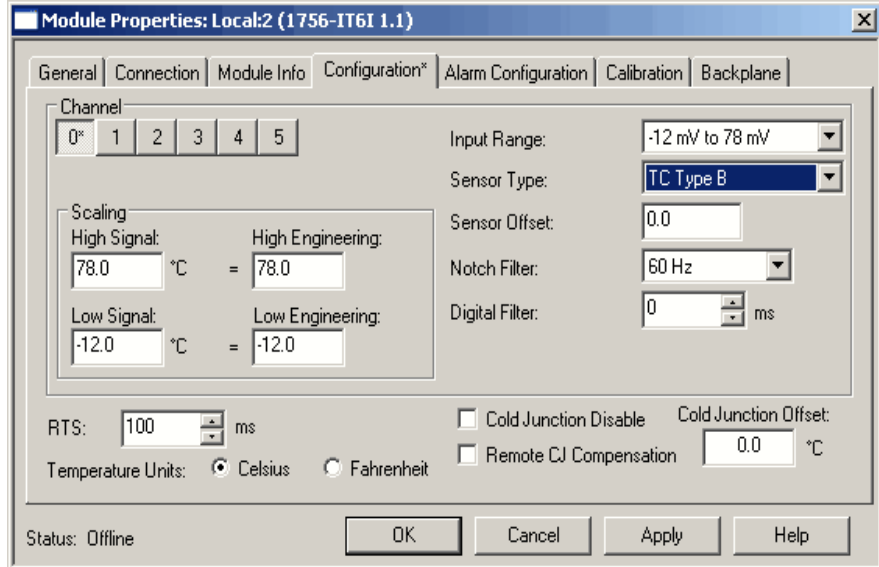 Module Properties: Local:2 (1756-IT6I 1.1)
General Connection Module Info Configuration* Alarm Configuration Calibration Backplane
Channel
0* 1 2 3 4 5
Input Range: -12 mV to 78 mV
Sensor Type: TC Type B
Scaling
Sensor Offset: 0.0
High Signal: High Engineering:
78.0 °C = 78.0
Notch Filter: 60 Hz
Low Signal: Low Engineering:
Digital Filter: 0 ms
-12.0 °C = -12.0
RTS: 100 ms
Cold Junction Disable Cold Junction Offset:
Remote CJ Compensation 0.0 °C
Temperature Units: Celsius Fahrenheit
Status: Offline OK Cancel Apply Help